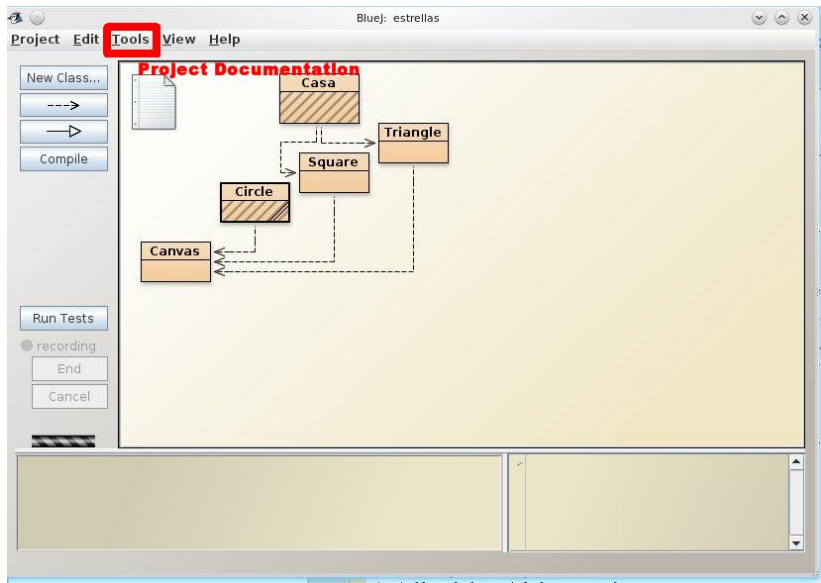 BlueJ: estrellas
Project Edit Tools View Help
New Class...
Project Documentation
Casa
Compile
Triangle
Square
Circle
Canvas
Run Tests
recording
End
Cancel